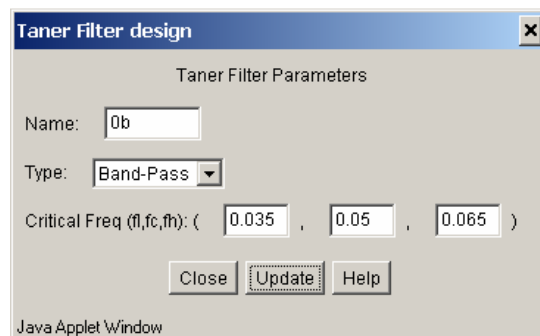 Taner Filter design
Taner Filter Parameters
Name: 0b
Type: Band-Pass
Critical Freq (fl,fc,fh): ( 0.035 , 0.05 , 0.065 )
Close Update Help
Java Applet Window